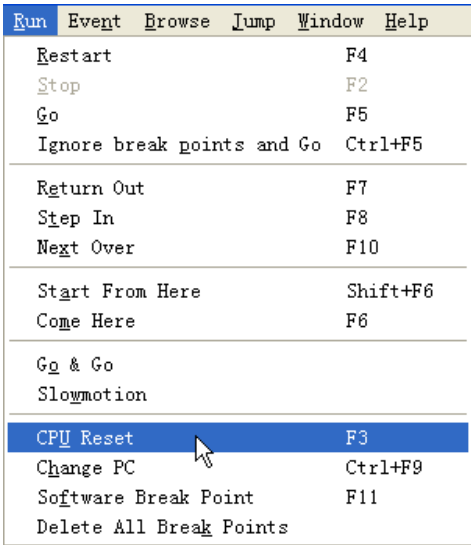 Run Event Browse Jump Window Help
Restart F4
Stop F2
Go F5
Ignore break points and Go Ctrl+F5
Return Out F7
Step In F8
Next Over F10
Start From Here Shift+F6
Come Here F6
Go & Go
Slowmotion
CPU Reset F3
Change PC Ctrl+F9
Software Break Point F11
Delete All Break Points